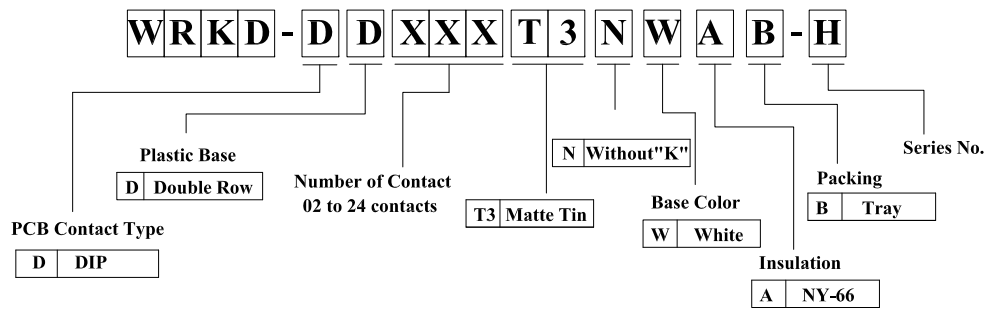 WRKD-DDXXXT3NWAB-H
N Without"K"
Series No.
Plastic Base
D Double Row
Number of Contact
02 to 24 contacts
Packing
B Tray
T3 Matte Tin
Base Color
W White
PCB Contact Type
D DIP
Insulation
A NY-66